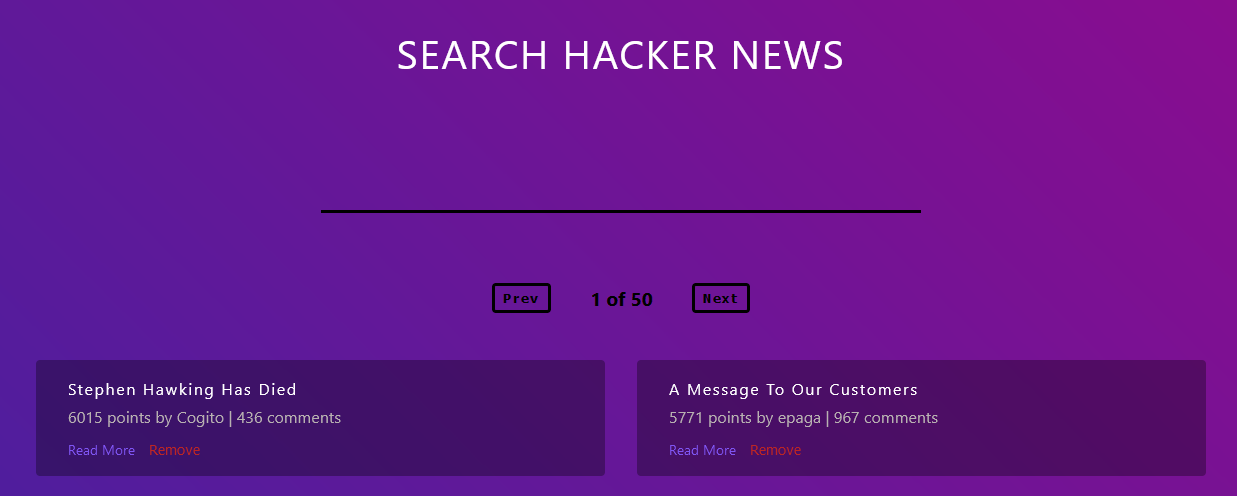 SEARCH HACKER NEWS
Prev 1 of 50 Next
Stephen Hawking Has Died
6015 points by Cogito | 436 comments
Read More Remove
A Message To Our Customers
5771 points by epaga | 967 comments
Read More Remove